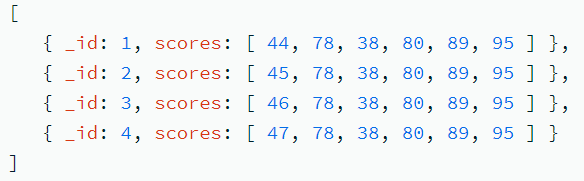 [
{ _id: 1, scores: [ 44, 78, 38, 80, 89, 95 ] },
{ _id: 2, scores: [ 45, 78, 38, 80, 89, 95 ] },
{ _id: 3, scores: [ 46, 78, 38, 80, 89, 95 ] },
{ _id: 4, scores: [ 47, 78, 38, 80, 89, 95 ] }
]